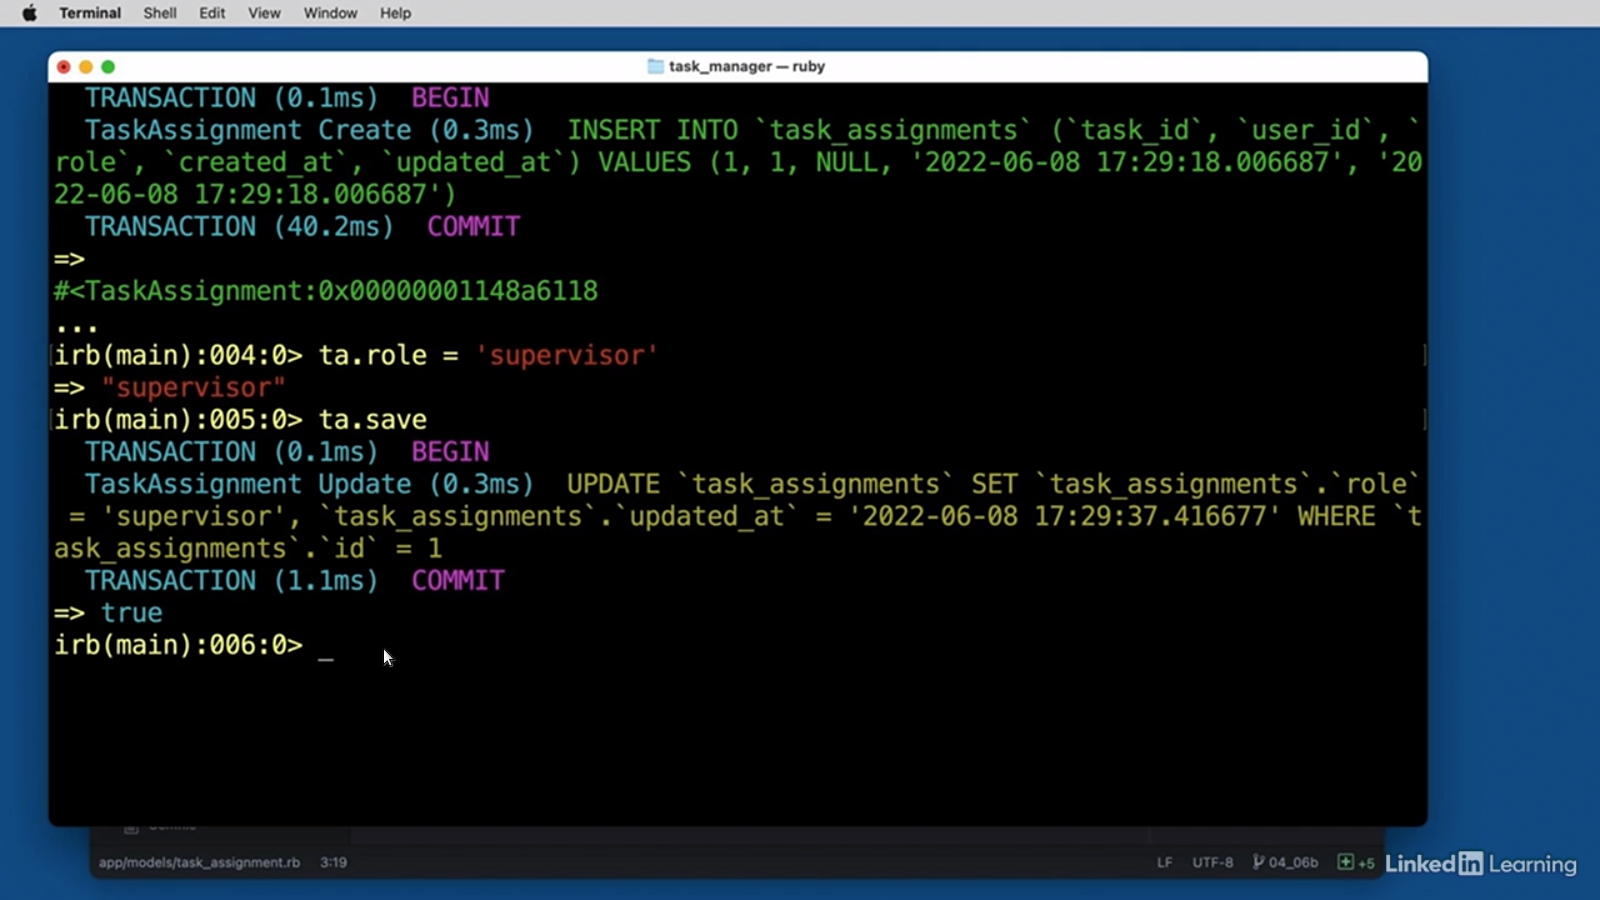 Terminal Shell Edit View Window Help
task_manager — ruby
TRANSACTION (0.1ms) BEGIN
TaskAssignment Create (0.3ms) INSERT INTO `task_assignments` (`task_id`, `user_id`, `
role`, `created_at`, `updated_at`) VALUES (1, 1, NULL, '2022-06-08 17:29:18.006687', '20
22-06-08 17:29:18.006687')
TRANSACTION (40.2ms) COMMIT
=>
#<TaskAssignment:0x00000001148a6118
...
irb(main):004:0> ta.role = 'supervisor'
=> "supervisor"
irb(main):005:0> ta.save
TRANSACTION (0.1ms) BEGIN
TaskAssignment Update (0.3ms) UPDATE `task_assignments` SET `task_assignments`.`role`
= 'supervisor', `task_assignments`.`updated_at` = '2022-06-08 17:29:37.416677' WHERE `t
ask_assignments`.`id` = 1
TRANSACTION (1.1ms) COMMIT
=> true
irb(main):006:0> _
app/models/task_assignment.rb 3:19 LF UTF-8 04_06b +5 LinkedIn Learning